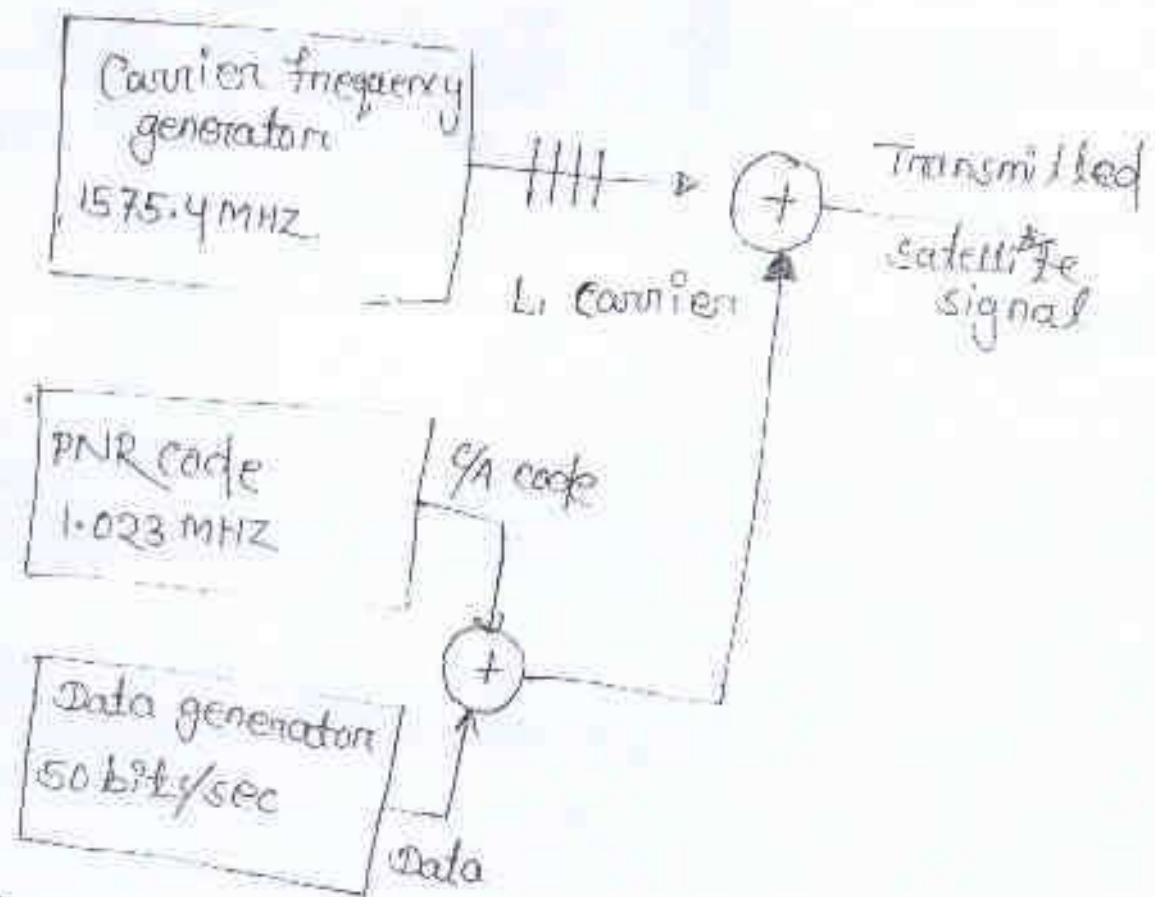 Carrier frequency
generator
1575.4 MHZ
L1 carrier
+
Transmitted
satellite
signal
PNR code
1.023 MHZ
C/A code
+
Data generator
50 bits/sec
Data